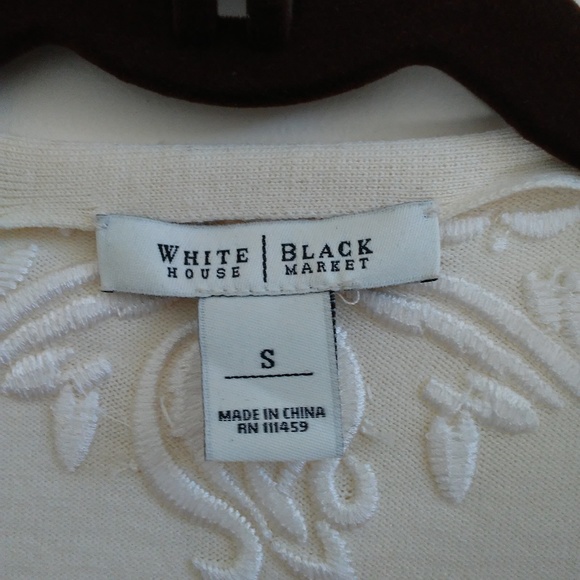 WHITE | BLACK
HOUSE | MARKET
S
MADE IN CHINA
RN 111459